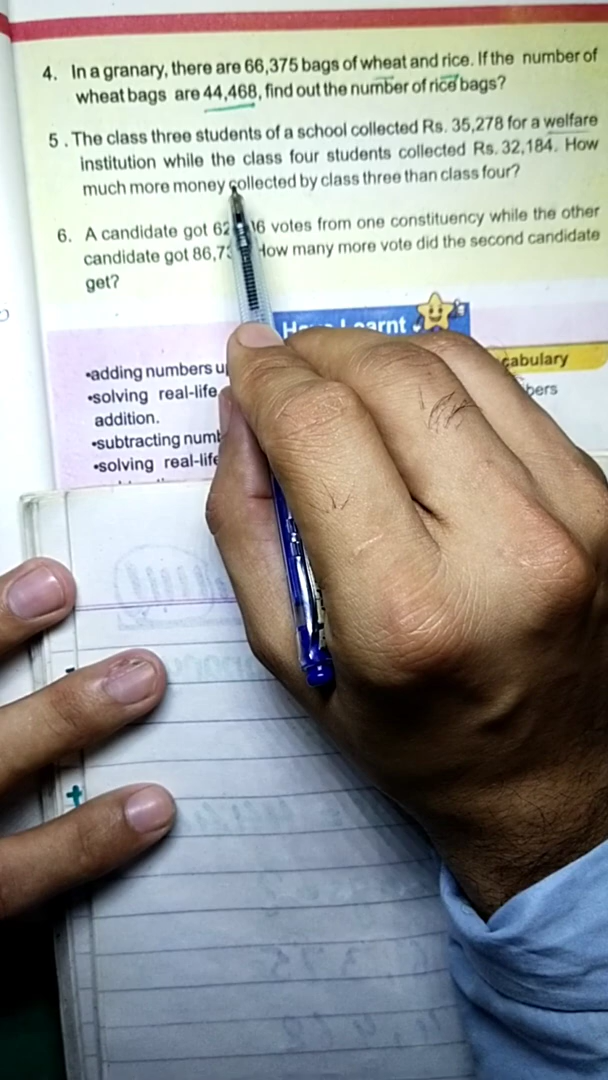 4. In a granary, there are 66,375 bags of wheat and rice. If the number of
wheat bags are 44,468, find out the number of rice bags?
5. The class three students of a school collected Rs. 35,278 for a welfare
institution while the class four students collected Rs. 32,184. How
much more money collected by class three than class four?
6. A candidate got votes from one constituency while the other
candidate got How many more vote did the second candidate
get?
•adding numbers
•solving real-life
addition.
•subtracting
•solving real-life